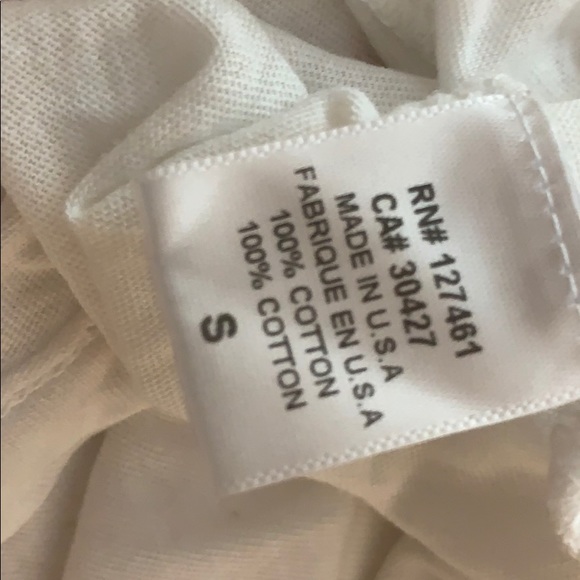 RN# 127461
CA# 30427
MADE IN U.S.A
FABRIQUE EN U.S.A
100% COTTON
100% COTTON
S